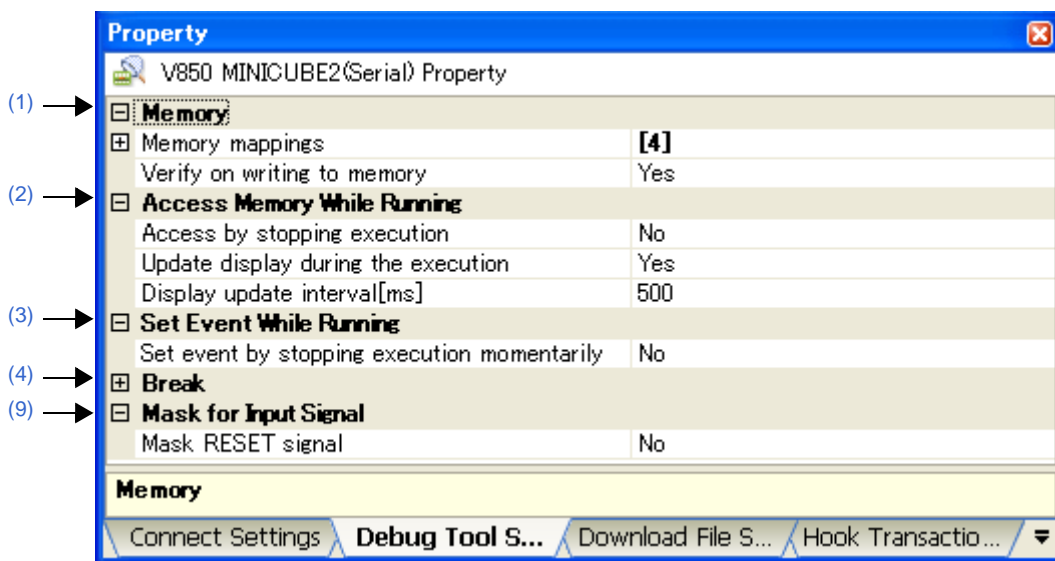 Property
V850 MINICUBE2(Serial) Property
(1) Memory
Memory mappings [4]
Verify on writing to memory Yes
(2) Access Memory While Running
Access by stopping execution No
Update display during the execution Yes
Display update interval[ms] 500
(3) Set Event While Running
Set event by stopping execution momentarily No
(4) Break
(9) Mask for Input Signal
Mask RESET signal No
Memory
Connect Settings Debug Tool S... Download File S... Hook Transactio...